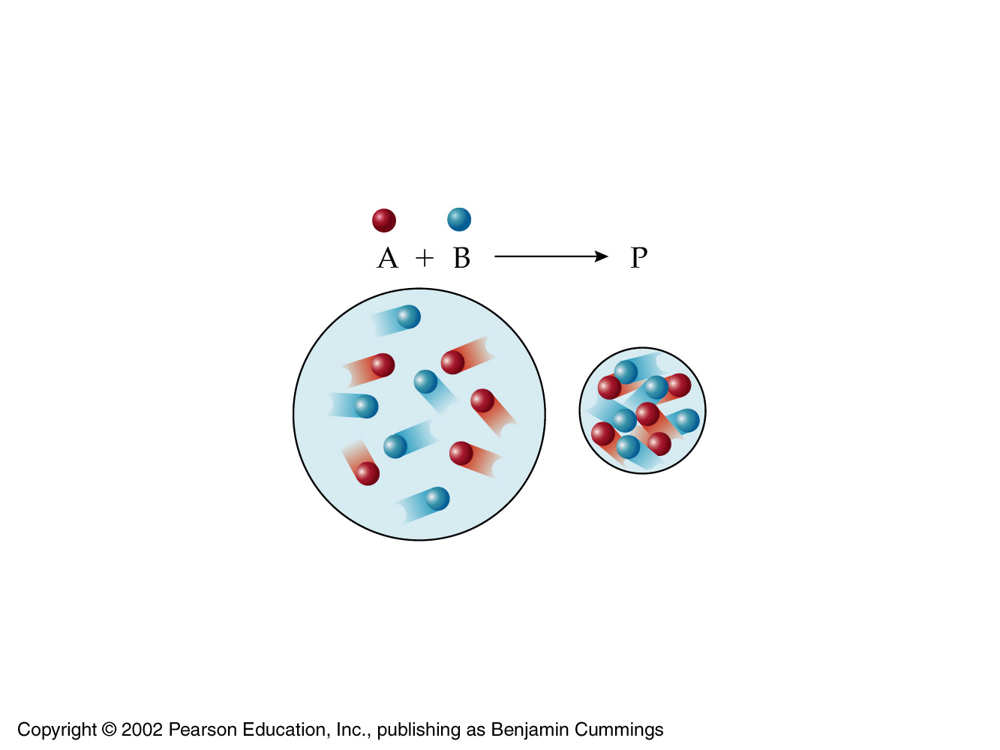 A + B ⟶ P
Copyright © 2002 Pearson Education, Inc., publishing as Benjamin Cummings